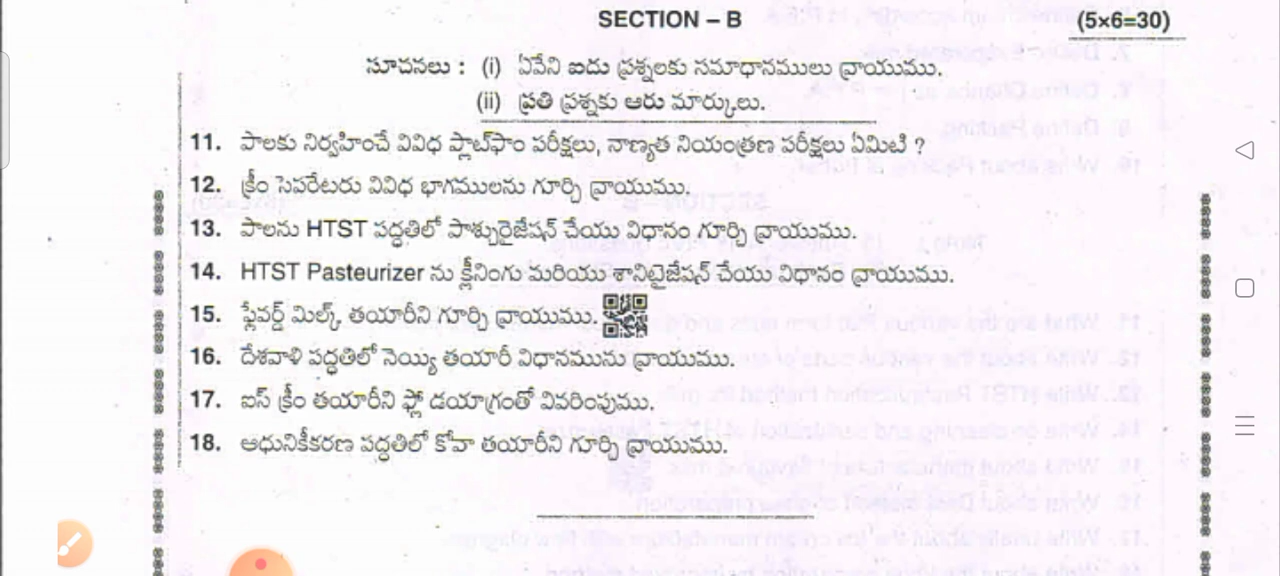 SECTION – B (5×6=30)
సూచనలు : (i) ఏవేని ఐదు ప్రశ్నలకు సమాధానములు వ్రాయుము.
(ii) ప్రతి ప్రశ్నకు ఆరు మార్కులు.
11. పాలకు నిర్వహించే వివిధ ప్లాట్‌ఫాం పరీక్షలు, నాణ్యత నియంత్రణ పరీక్షలు ఏమిటి ?
12. క్రీం సెపరేటరు వివిధ భాగములను గూర్చి వ్రాయుము.
13. పాలను HTST పద్ధతిలో పాశ్చురైజేషన్ చేయు విధానం గూర్చి వ్రాయుము.
14. HTST Pasteurizer ను క్లీనింగు మరియు శానిటైజేషన్ చేయు విధానం వ్రాయుము.
15. ఫ్లేవర్డ్ మిల్క్ తయారీని గూర్చి వ్రాయుము.
16. దేశవాళి పద్ధతిలో నెయ్యి తయారీ విధానమును వ్రాయుము.
17. ఐస్ క్రీం తయారీని ఫ్లో డయాగ్రంతో వివరింపుము.
18. ఆధునికీకరణ పద్ధతిలో కోవా తయారీని గూర్చి వ్రాయుము.